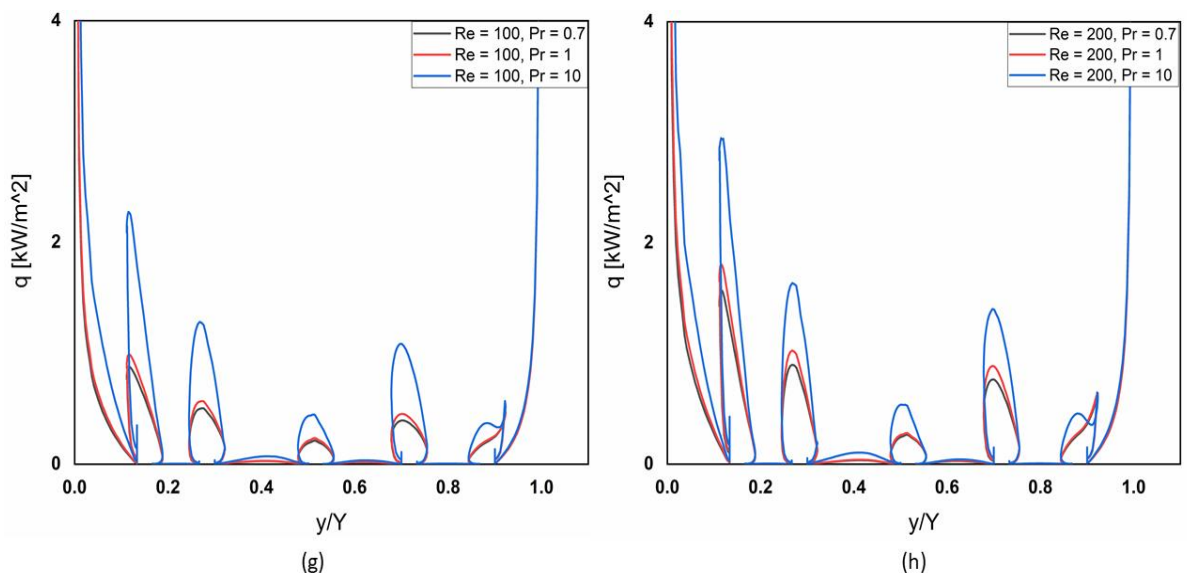 4
2
0
q [kW/m^2]
Re = 100, Pr = 0.7
Re = 100, Pr = 1
Re = 100, Pr = 10
0.0 0.2 0.4 0.6 0.8 1.0
y/Y
(g)
4
2
0
q [kW/m^2]
Re = 200, Pr = 0.7
Re = 200, Pr = 1
Re = 200, Pr = 10
0.0 0.2 0.4 0.6 0.8 1.0
y/Y
(h)